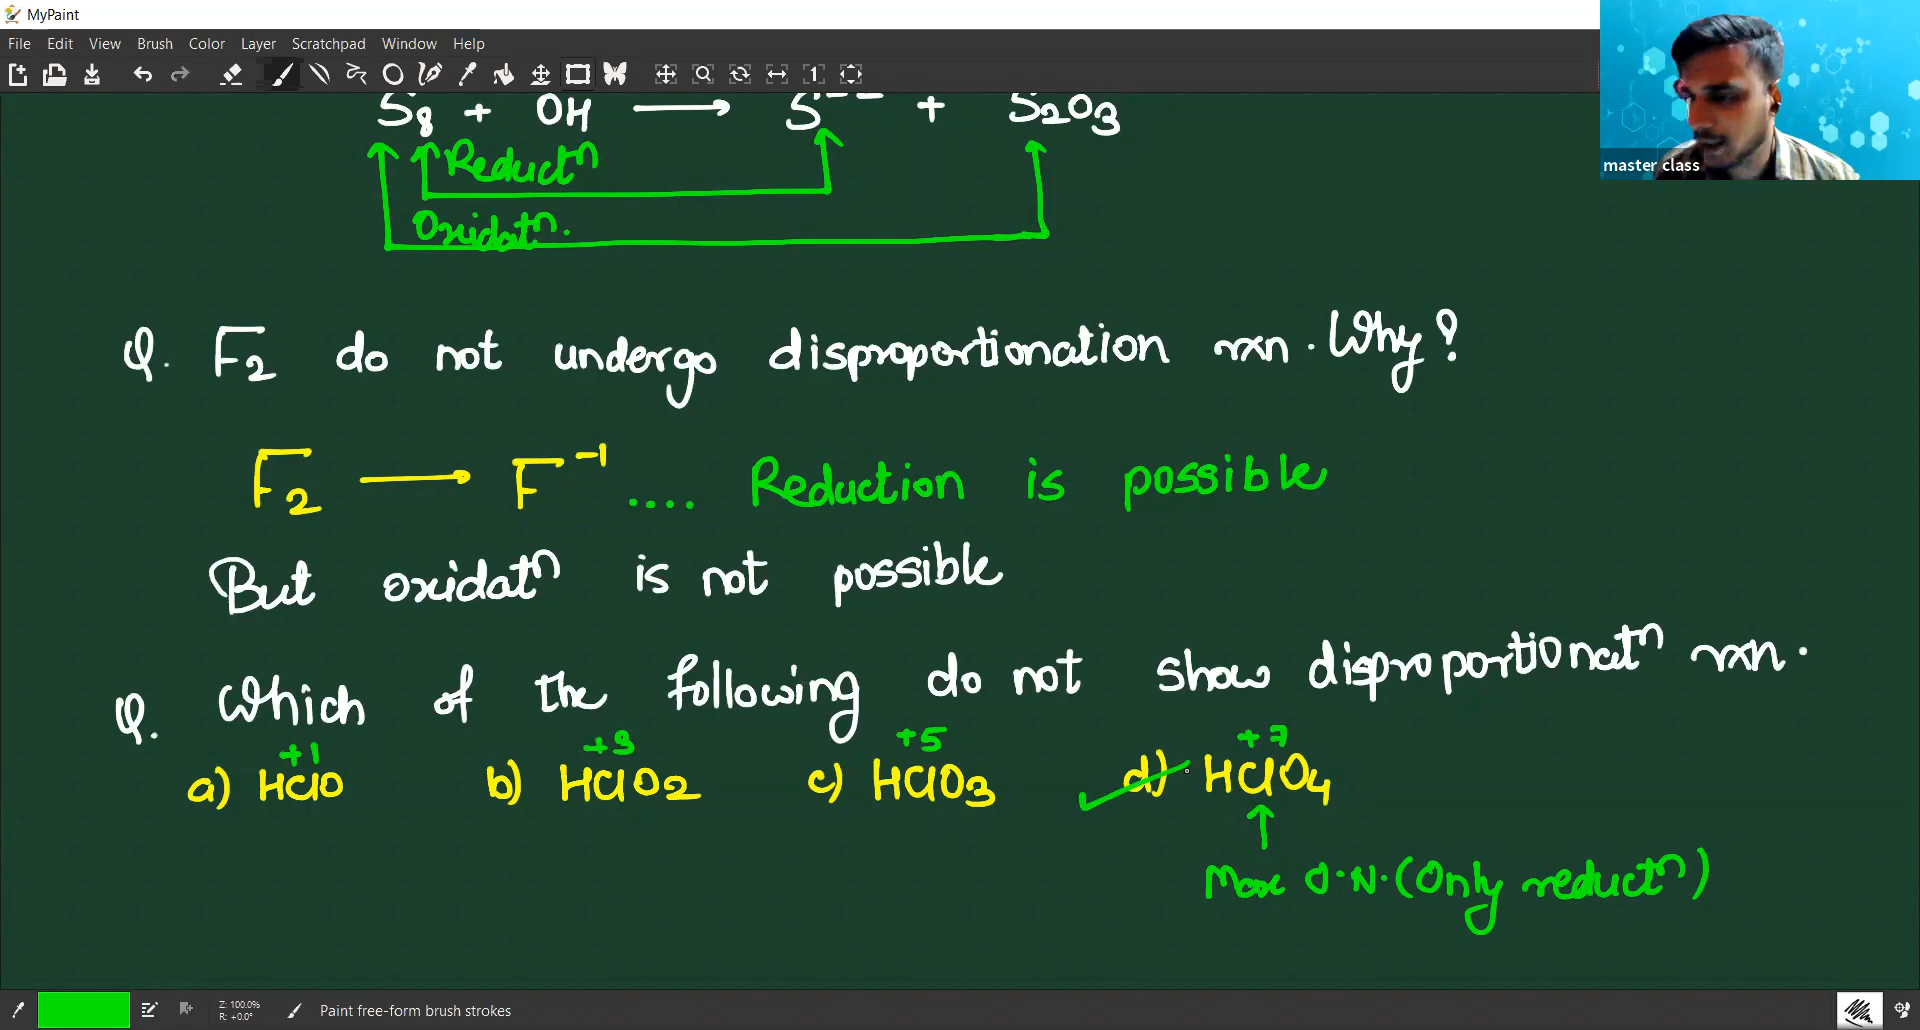 MyPaint
File Edit View Brush Color Layer Scratchpad Window Help
S8 + OH ⟶ S-- + S2O3
Reductⁿ
Oxidatⁿ.
master class
Q. F2 do not undergo disproportionation rxn. Why?
F2 ⟶ F⁻¹ .... Reduction is possible
But oxidatⁿ is not possible
Q. Which of the following do not show disproportionatⁿ rxn.
+1 +3 +5 +7
a) HClO b) HClO2 c) HClO3 d) HClO4
Max O.N. (Only reductⁿ)
Z: 100.0%
R: +0.0°
Paint free-form brush strokes